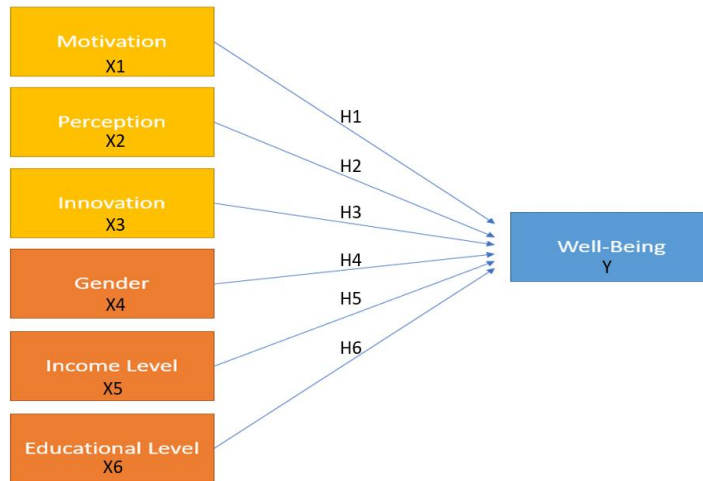 Motivation
X1
Perception
X2
Innovation
X3
Gender
X4
Income Level
X5
Educational Level
X6
H1
H2
H3
H4
H5
H6
Well-Being
Y